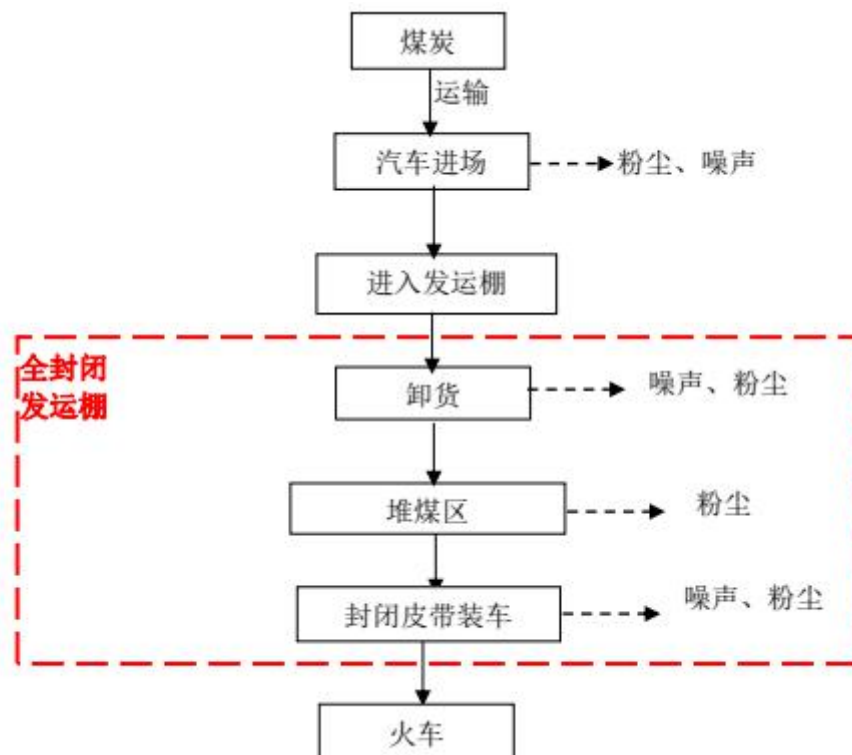 煤炭
运输
汽车进场
粉尘、噪声
进入发运棚
全封闭
发运棚
卸货
噪声、粉尘
堆煤区
粉尘
封闭皮带装车
噪声、粉尘
火车